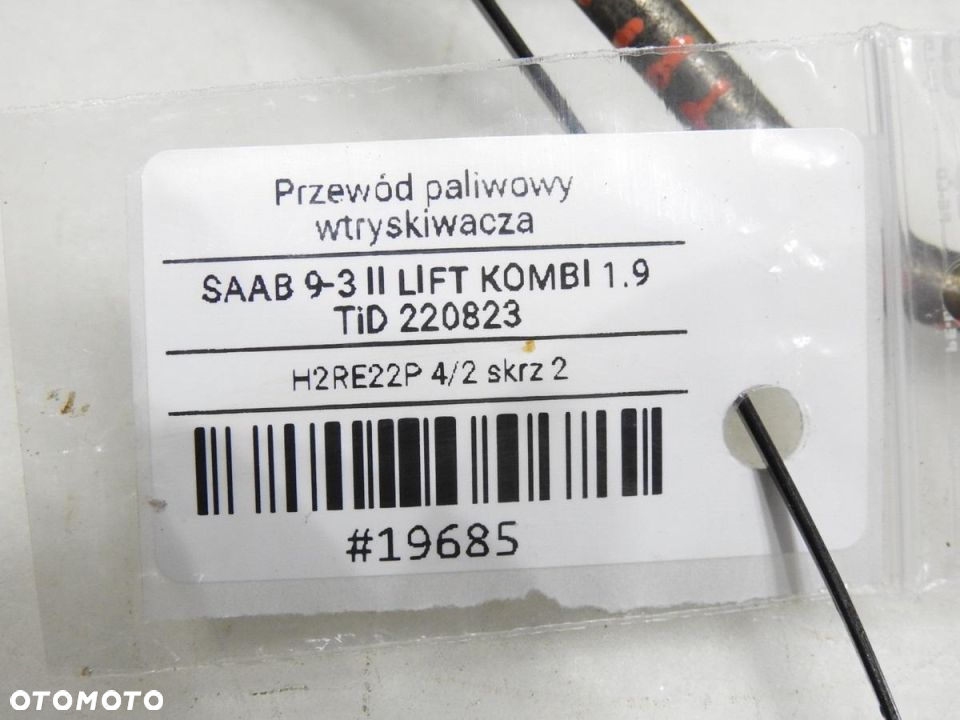 Przewód paliwowy
wtryskiwacza
SAAB 9-3 II LIFT KOMBI 1.9
TiD 220823
H2RE22P 4/2 skrz 2
#19685
OTOMOTO